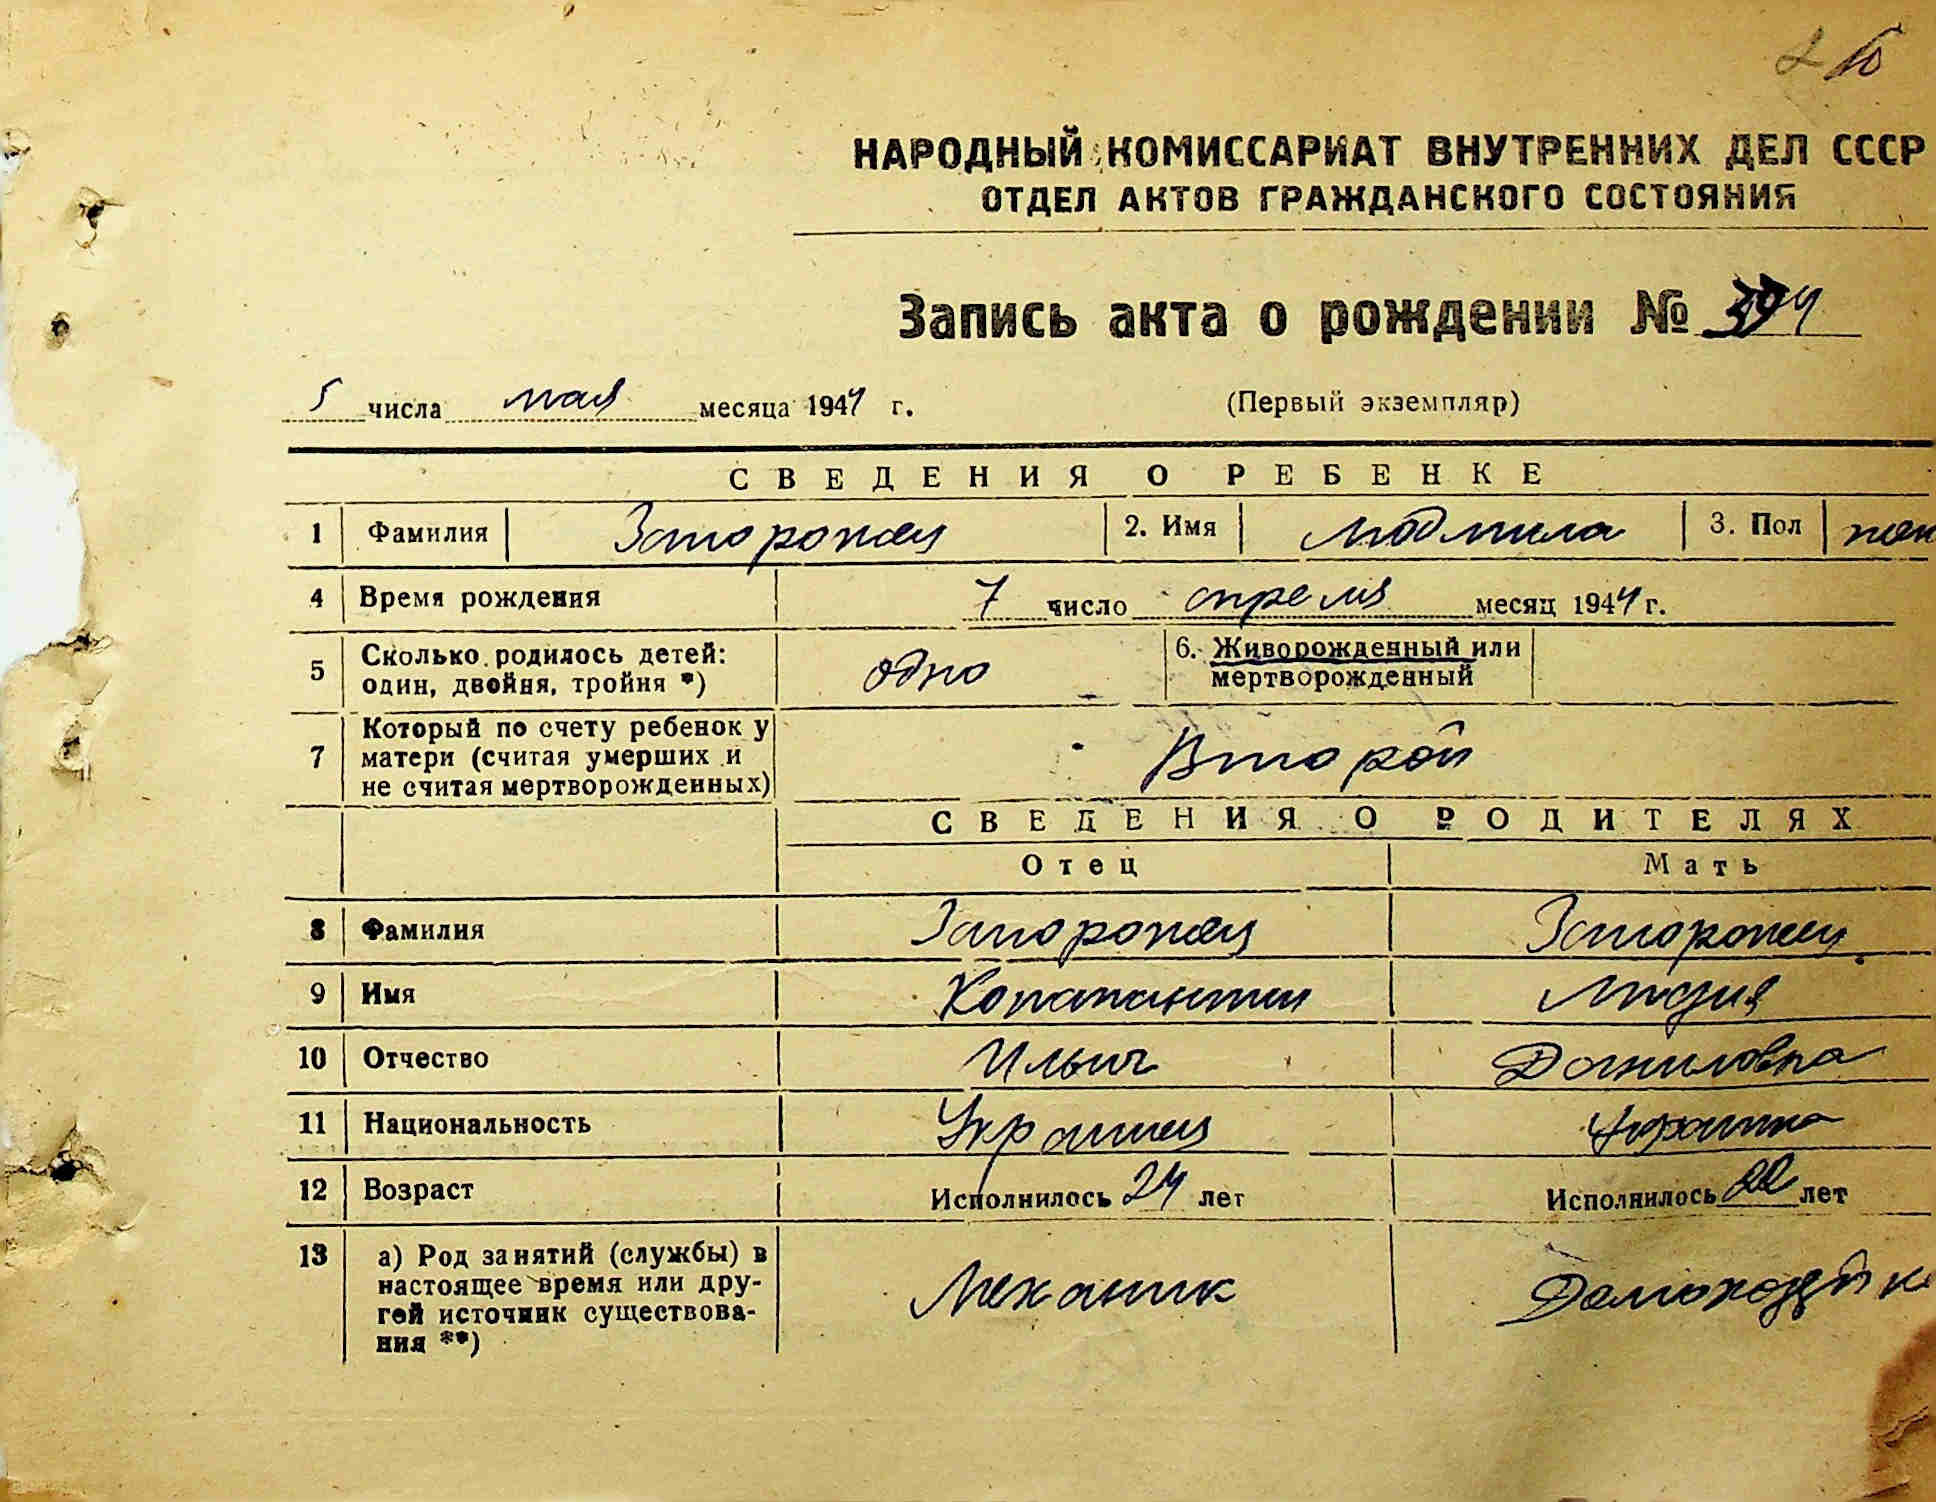 НАРОДНЫЙ КОМИССАРИАТ ВНУТРЕННИХ ДЕЛ СССР
ОТДЕЛ АКТОВ ГРАЖДАНСКОГО СОСТОЯНИЯ
Запись акта о рождении №
5 числа мая месяца 1944 г. (Первый экземпляр)
СВЕДЕНИЯ О РЕБЕНКЕ
1 Фамилия Запорожец 2. Имя Людмила 3. Пол жен
4 Время рождения 7 число апреля месяц 1944 г.
5 Сколько родилось детей: один, двойня, тройня *) одно 6. Живорожденный или мертворожденный
7 Который по счету ребенок у матери (считая умерших и не считая мертворожденных) Второй
СВЕДЕНИЯ О РОДИТЕЛЯХ
Отец Мать
8 Фамилия Запорожец Запорожец
9 Имя Константин Лидия
10 Отчество Ильич Даниловна
11 Национальность Украинец Украинка
12 Возраст Исполнилось 24 лет Исполнилось 22 лет
13 а) Род занятий (службы) в настоящее время или другей источник существования **) Механик